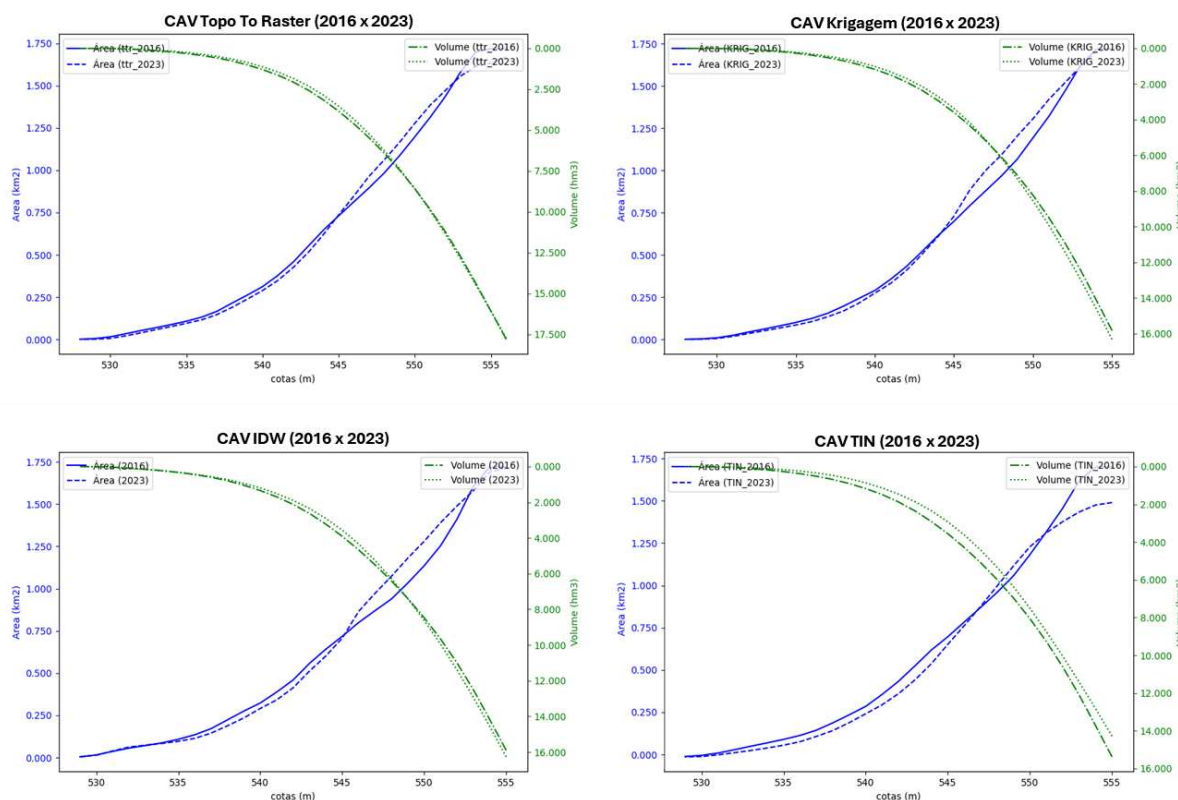 CAV Topo To Raster (2016 x 2023)
Área (ttr_2016)
Área (ttr_2023)
Volume (ttr_2016)
Volume (ttr_2023)
1.750
1.500
1.250
1.000
0.750
0.500
0.250
0.000
Area (km2)
0.000
2.500
5.000
7.500
10.000
12.500
15.000
17.500
Volume (hm3)
530 535 540 545 550 555
cotas (m)
CAV Krigagem (2016 x 2023)
Área (KRIG_2016)
Área (KRIG_2023)
Volume (KRIG_2016)
Volume (KRIG_2023)
1.750
1.500
1.250
1.000
0.750
0.500
0.250
0.000
Area (km2)
0.000
2.000
4.000
6.000
8.000
10.000
12.000
14.000
16.000
530 535 540 545 550 555
cotas (m)
CAV IDW (2016 x 2023)
Área (2016)
Área (2023)
Volume (2016)
Volume (2023)
1.750
1.500
1.250
1.000
0.750
0.500
0.250
0.000
Area (km2)
0.000
2.000
4.000
6.000
8.000
10.000
12.000
14.000
16.000
Volume (hm3)
530 535 540 545 550 555
cotas (m)
CAV TIN (2016 x 2023)
Área (TIN_2016)
Área (TIN_2023)
Volume (TIN_2016)
Volume (TIN_2023)
1.750
1.500
1.250
1.000
0.750
0.500
0.250
0.000
Area (km2)
0.000
2.000
4.000
6.000
8.000
10.000
12.000
14.000
16.000
530 535 540 545 550 555
cotas (m)